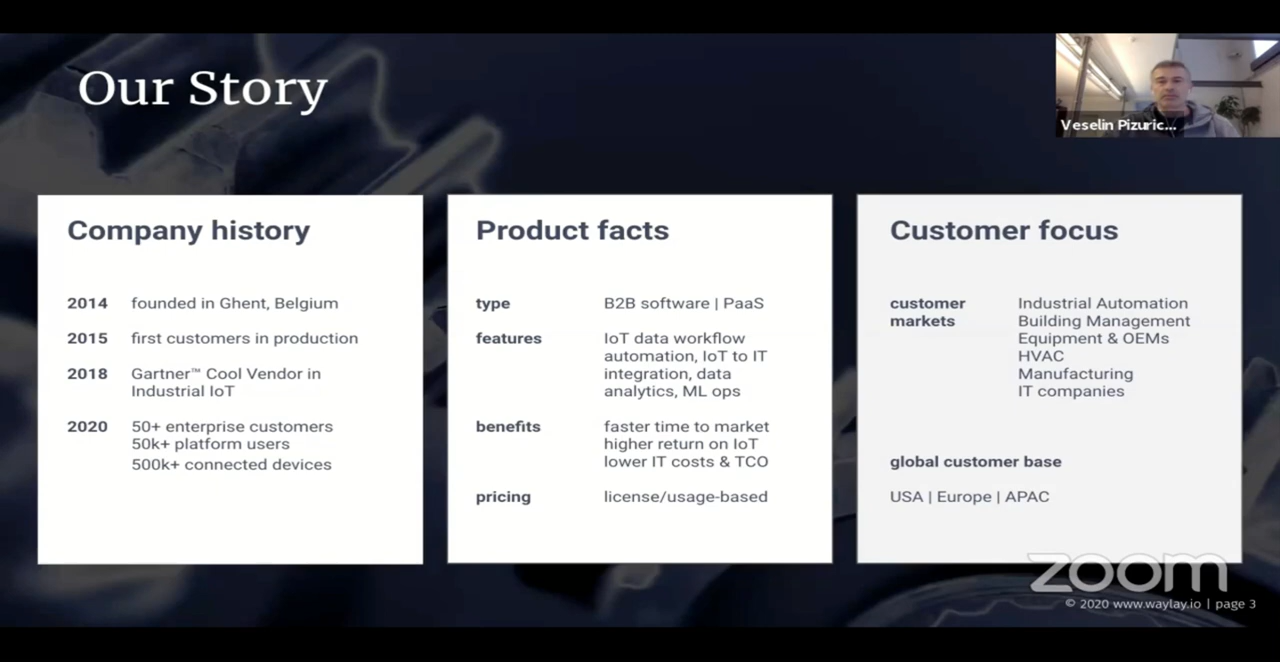 Our Story
Veselin Pizuric...
Company history
2014 founded in Ghent, Belgium
2015 first customers in production
2018 Gartner™ Cool Vendor in
Industrial IoT
2020 50+ enterprise customers
50k+ platform users
500k+ connected devices
Product facts
type B2B software | PaaS
features IoT data workflow
automation, IoT to IT
integration, data
analytics, ML ops
benefits faster time to market
higher return on IoT
lower IT costs & TCO
pricing license/usage-based
Customer focus
customer Industrial Automation
markets Building Management
Equipment & OEMs
HVAC
Manufacturing
IT companies
global customer base
USA | Europe | APAC
zoom
© 2020 www.waylay.io | page 3